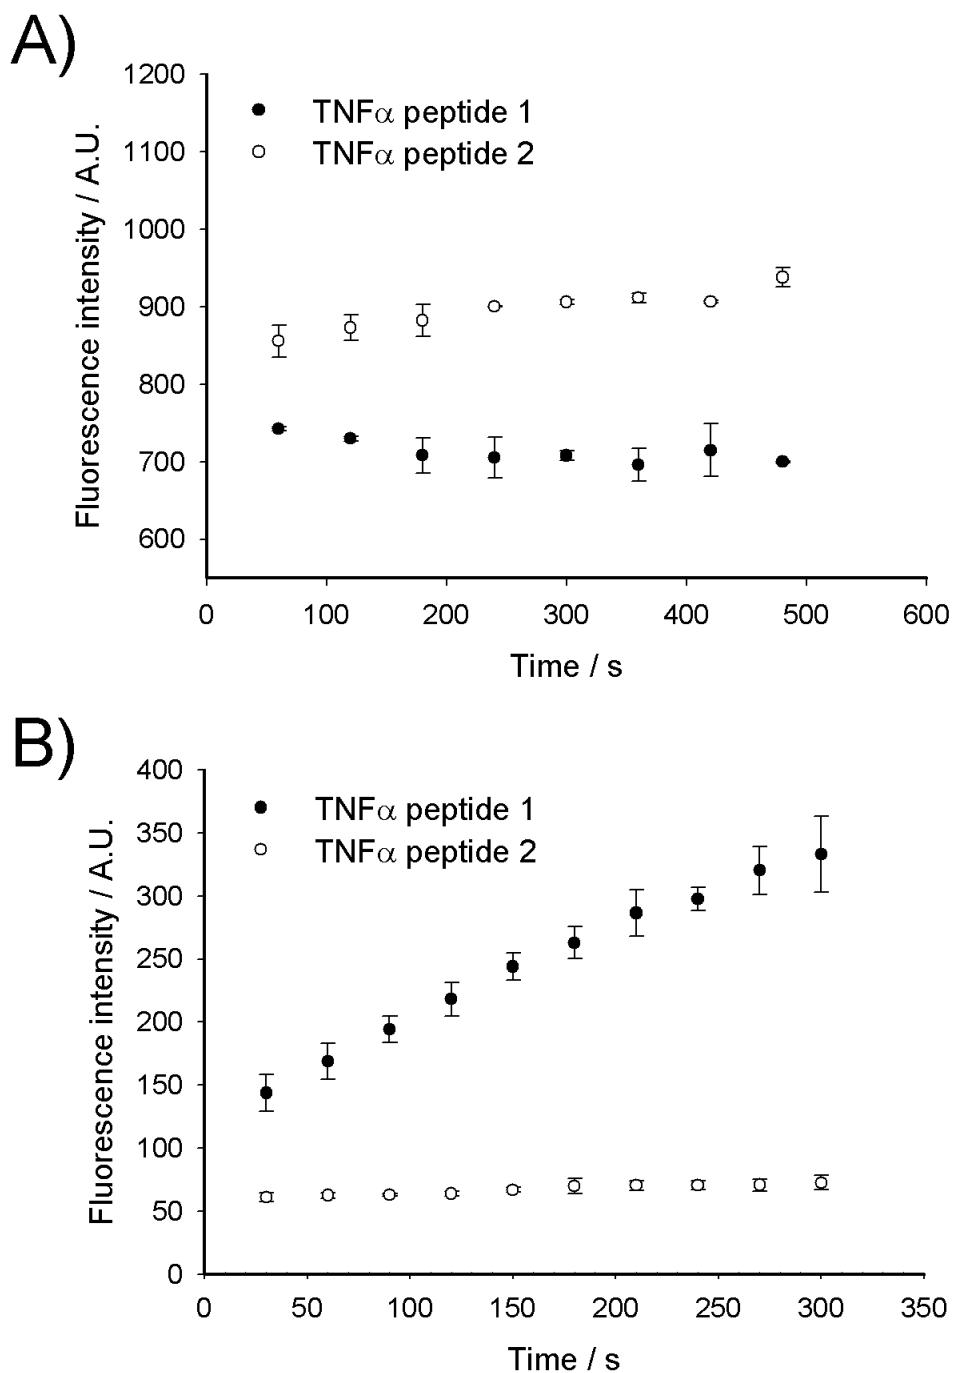 A)
1200
TNFα peptide 1
1100
TNFα peptide 2
1000
900
800
700
600
Fluorescence intensity / A.U.
0 100 200 300 400 500 600
Time / s
B)
400
TNFα peptide 1
350
TNFα peptide 2
300
250
200
150
100
50
0
Fluorescence intensity / A.U.
0 50 100 150 200 250 300 350
Time / s